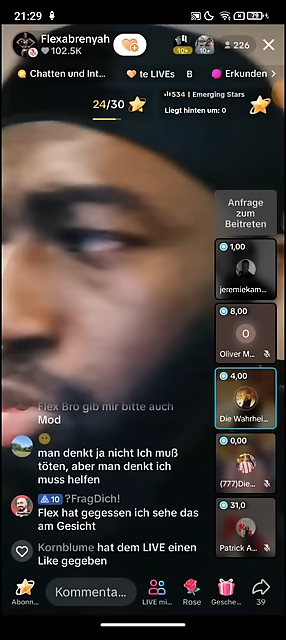 21:29
79
Flexabrenyah
102.5K
10+
10+
226
Chatten und Int...
te LIVEs
B
Erkunden
24/30
534 | Emerging Stars
Liegt hinten um: 0
Anfrage
zum
Beitreten
1,00
jeremiekam...
8,00
O
Oliver M...
4,00
Die Wahrhei...
0,00
(777)Die...
31,0
Patrick A...
Flex Bro gib mir bitte auch
Mod
man denkt ja nicht Ich muß
töten, aber man denkt ich
muss helfen
10 ?FragDich!
Flex hat gegessen ich sehe das
am Gesicht
Kornblume hat dem LIVE einen
Like gegeben
Abonn...
Kommenta...
LIVE mi...
Rose
Gesche...
39